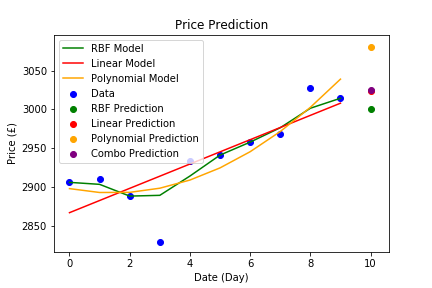 Price Prediction
RBF Model
Linear Model
Polynomial Model
Data
RBF Prediction
Linear Prediction
Polynomial Prediction
Combo Prediction
Price (£)
3050
3000
2950
2900
2850
0 2 4 6 8 10
Date (Day)